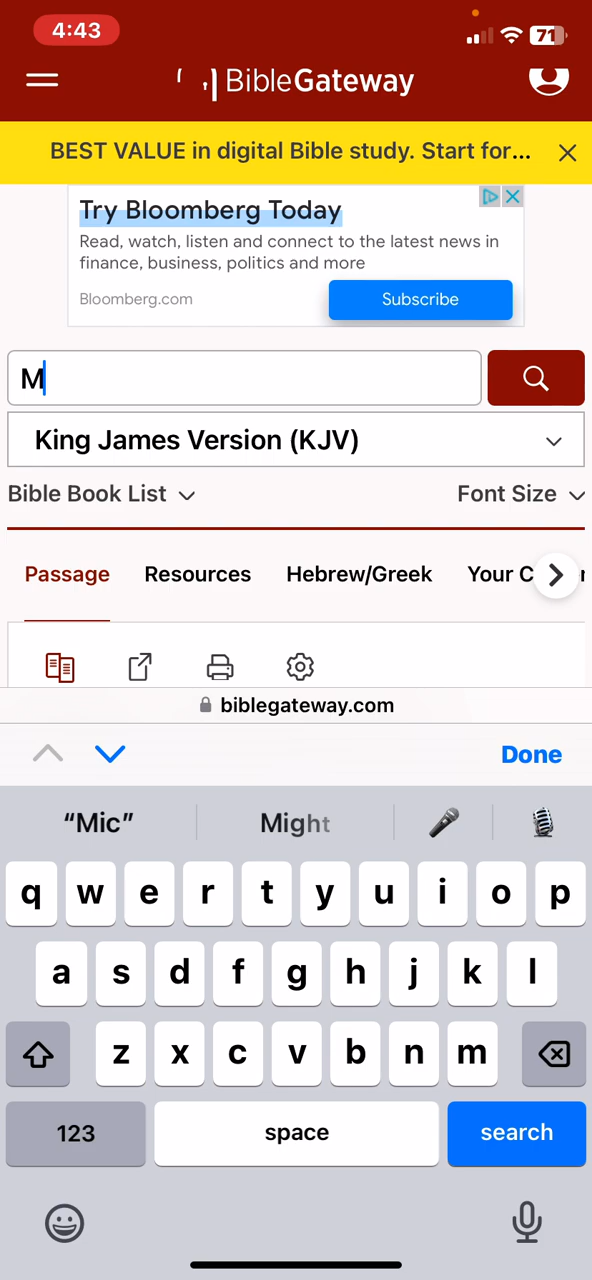 4:43
71
BibleGateway
BEST VALUE in digital Bible study. Start for...
Try Bloomberg Today
Read, watch, listen and connect to the latest news in
finance, business, politics and more
Bloomberg.com
Subscribe
M
King James Version (KJV)
Bible Book List
Font Size
Passage
Resources
Hebrew/Greek
Your C
biblegateway.com
Done
“Mic”
Might
q w e r t y u i o p
a s d f g h j k l
z x c v b n m
123
space
search